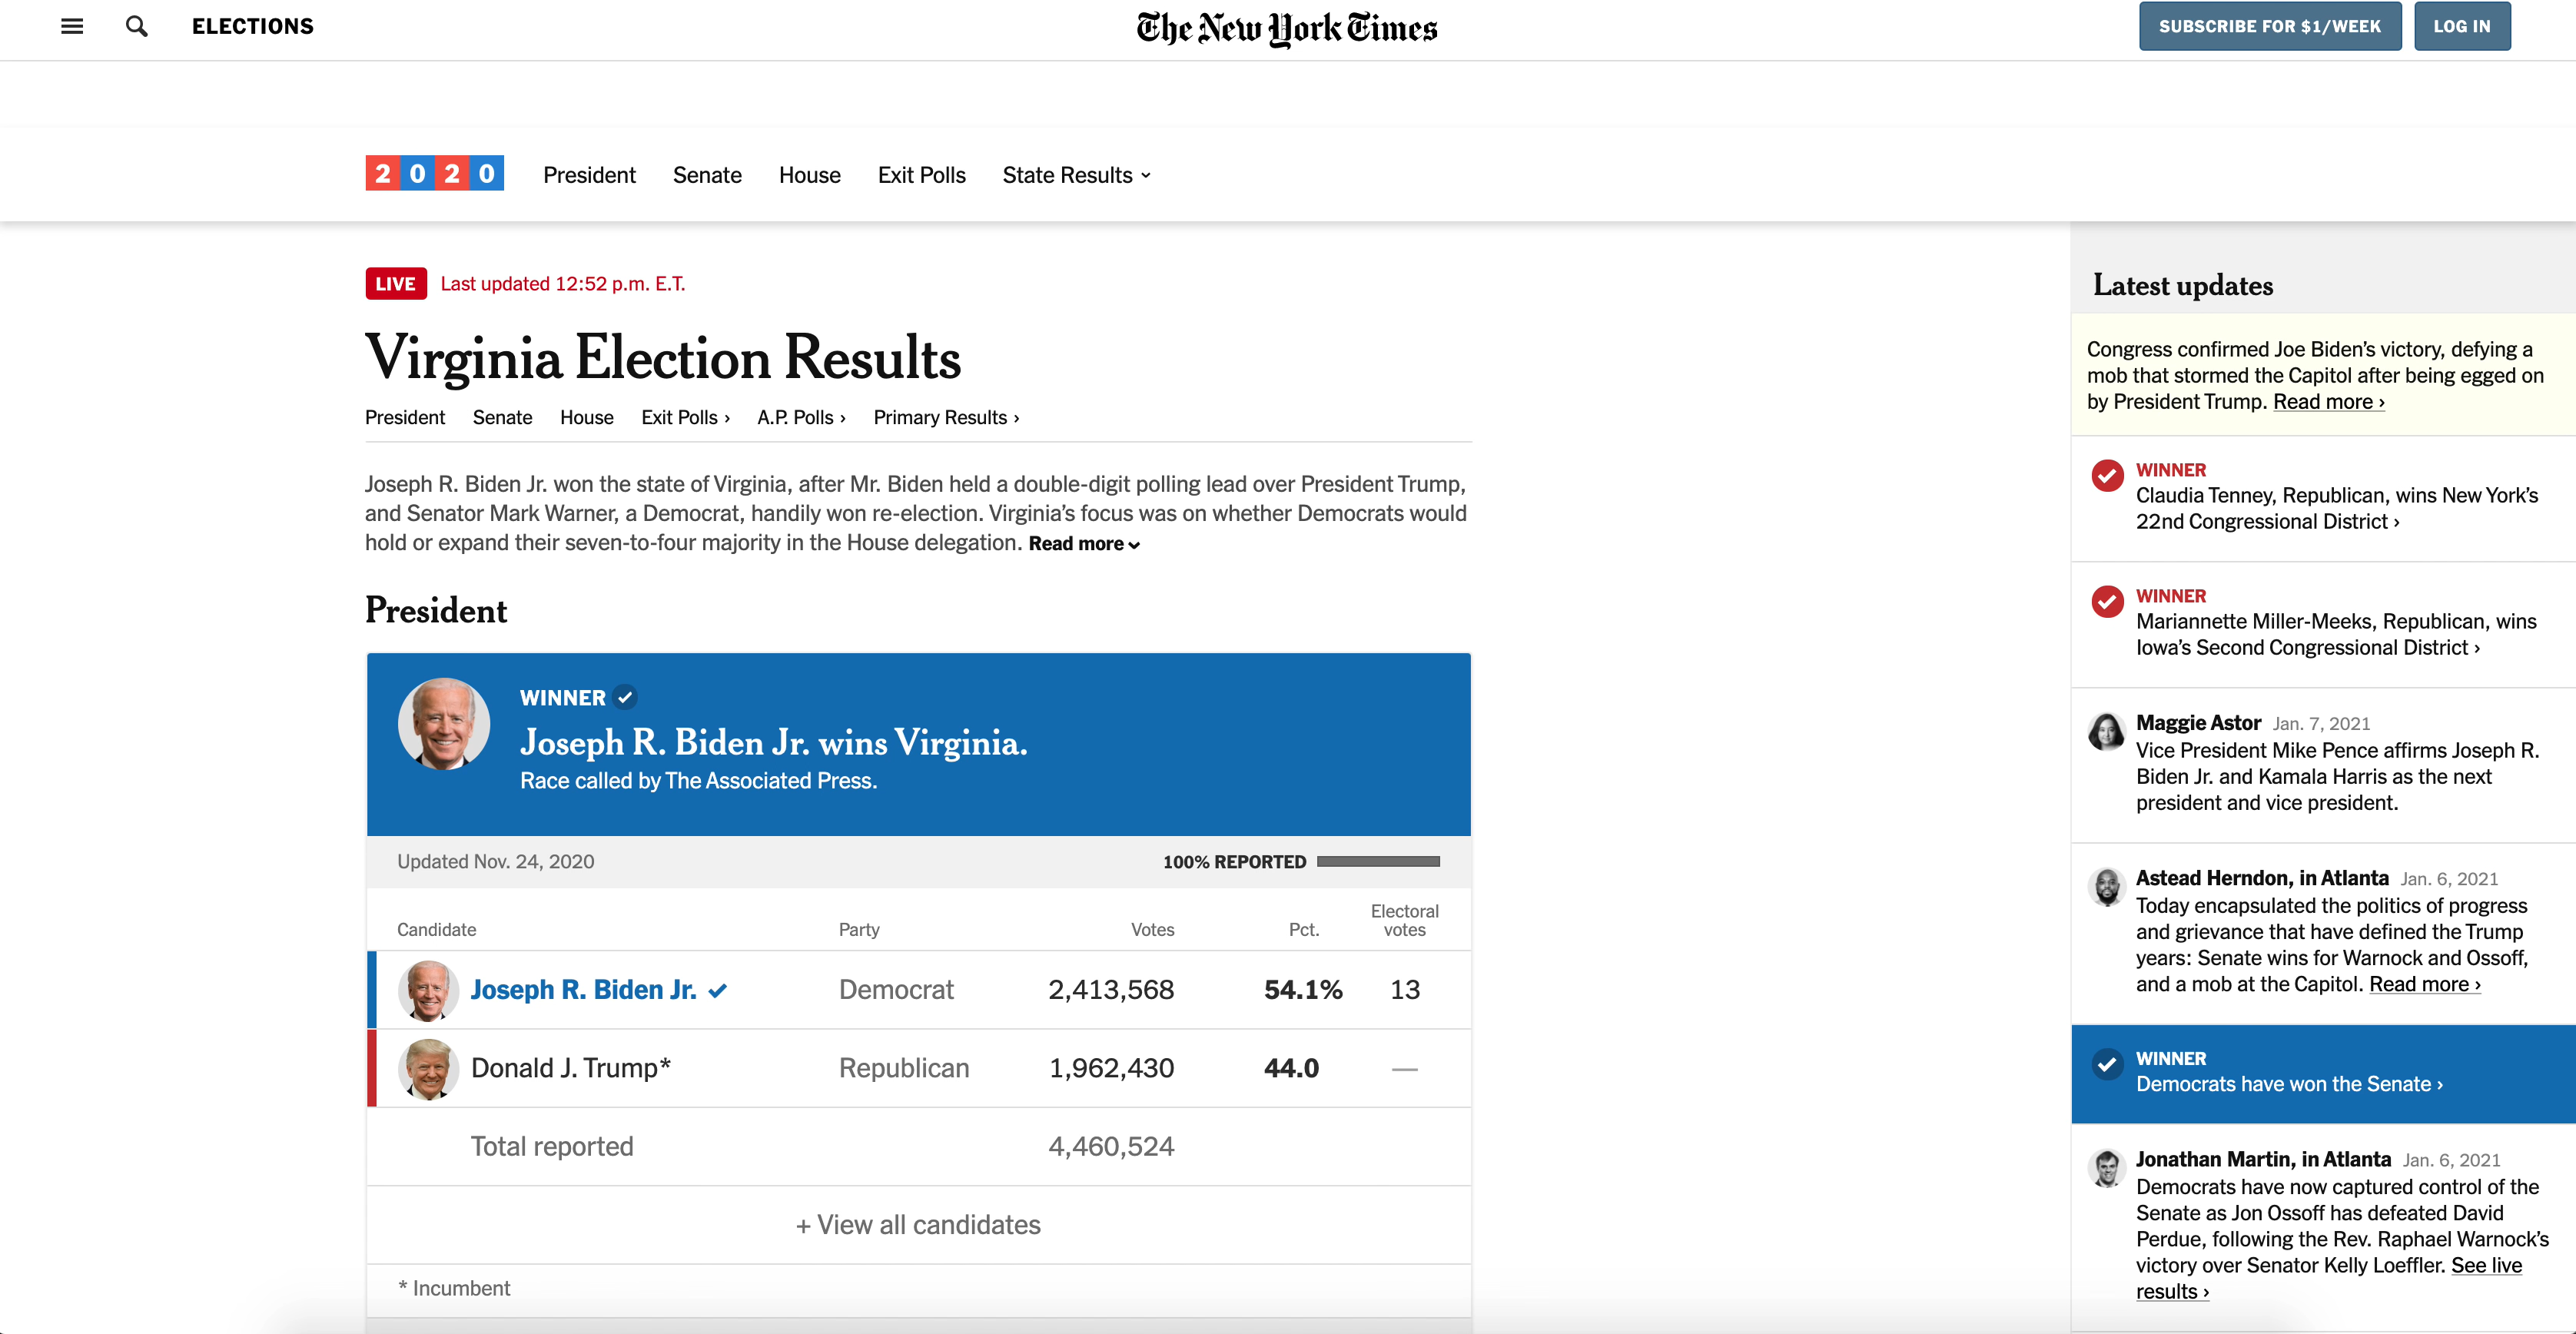 ELECTIONS
The New York Times
SUBSCRIBE FOR $1/WEEK
LOG IN
2020
President
Senate
House
Exit Polls
State Results
LIVE
Last updated 12:52 p.m. E.T.
Virginia Election Results
President
Senate
House
Exit Polls ›
A.P. Polls ›
Primary Results ›
Joseph R. Biden Jr. won the state of Virginia, after Mr. Biden held a double-digit polling lead over President Trump,
and Senator Mark Warner, a Democrat, handily won re-election. Virginia’s focus was on whether Democrats would
hold or expand their seven-to-four majority in the House delegation. Read more
President
WINNER
Joseph R. Biden Jr. wins Virginia.
Race called by The Associated Press.
Updated Nov. 24, 2020
100% REPORTED
Candidate Party Votes Pct. Electoral votes
Joseph R. Biden Jr. ✓ Democrat 2,413,568 54.1% 13
Donald J. Trump* Republican 1,962,430 44.0 —
Total reported 4,460,524
+ View all candidates
* Incumbent
Latest updates
Congress confirmed Joe Biden’s victory, defying a
mob that stormed the Capitol after being egged on
by President Trump. Read more ›
WINNER
Claudia Tenney, Republican, wins New York’s
22nd Congressional District ›
WINNER
Mariannette Miller-Meeks, Republican, wins
Iowa’s Second Congressional District ›
Maggie Astor Jan. 7, 2021
Vice President Mike Pence affirms Joseph R.
Biden Jr. and Kamala Harris as the next
president and vice president.
Astead Herndon, in Atlanta Jan. 6, 2021
Today encapsulated the politics of progress
and grievance that have defined the Trump
years: Senate wins for Warnock and Ossoff,
and a mob at the Capitol. Read more ›
WINNER
Democrats have won the Senate ›
Jonathan Martin, in Atlanta Jan. 6, 2021
Democrats have now captured control of the
Senate as Jon Ossoff has defeated David
Perdue, following the Rev. Raphael Warnock’s
victory over Senator Kelly Loeffler. See live
results ›